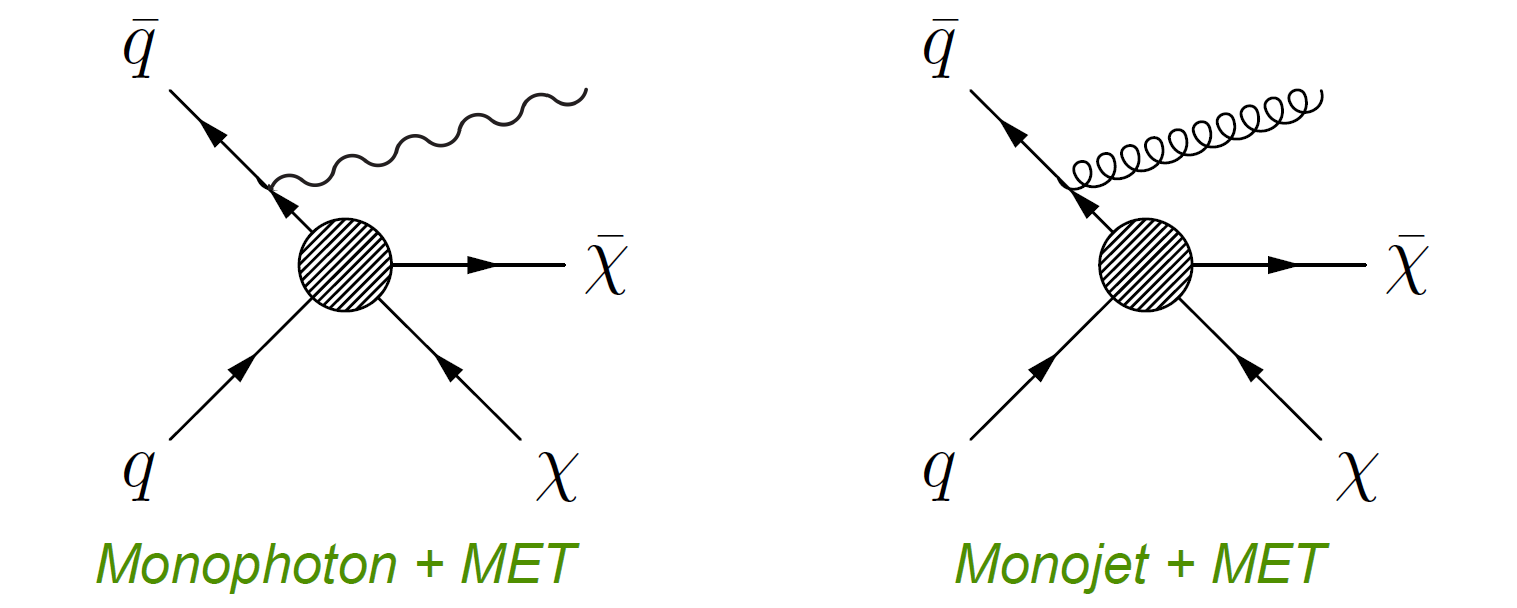 q̄ q̄
χ̄ χ̄
q χ q χ
Monophoton + MET Monojet + MET